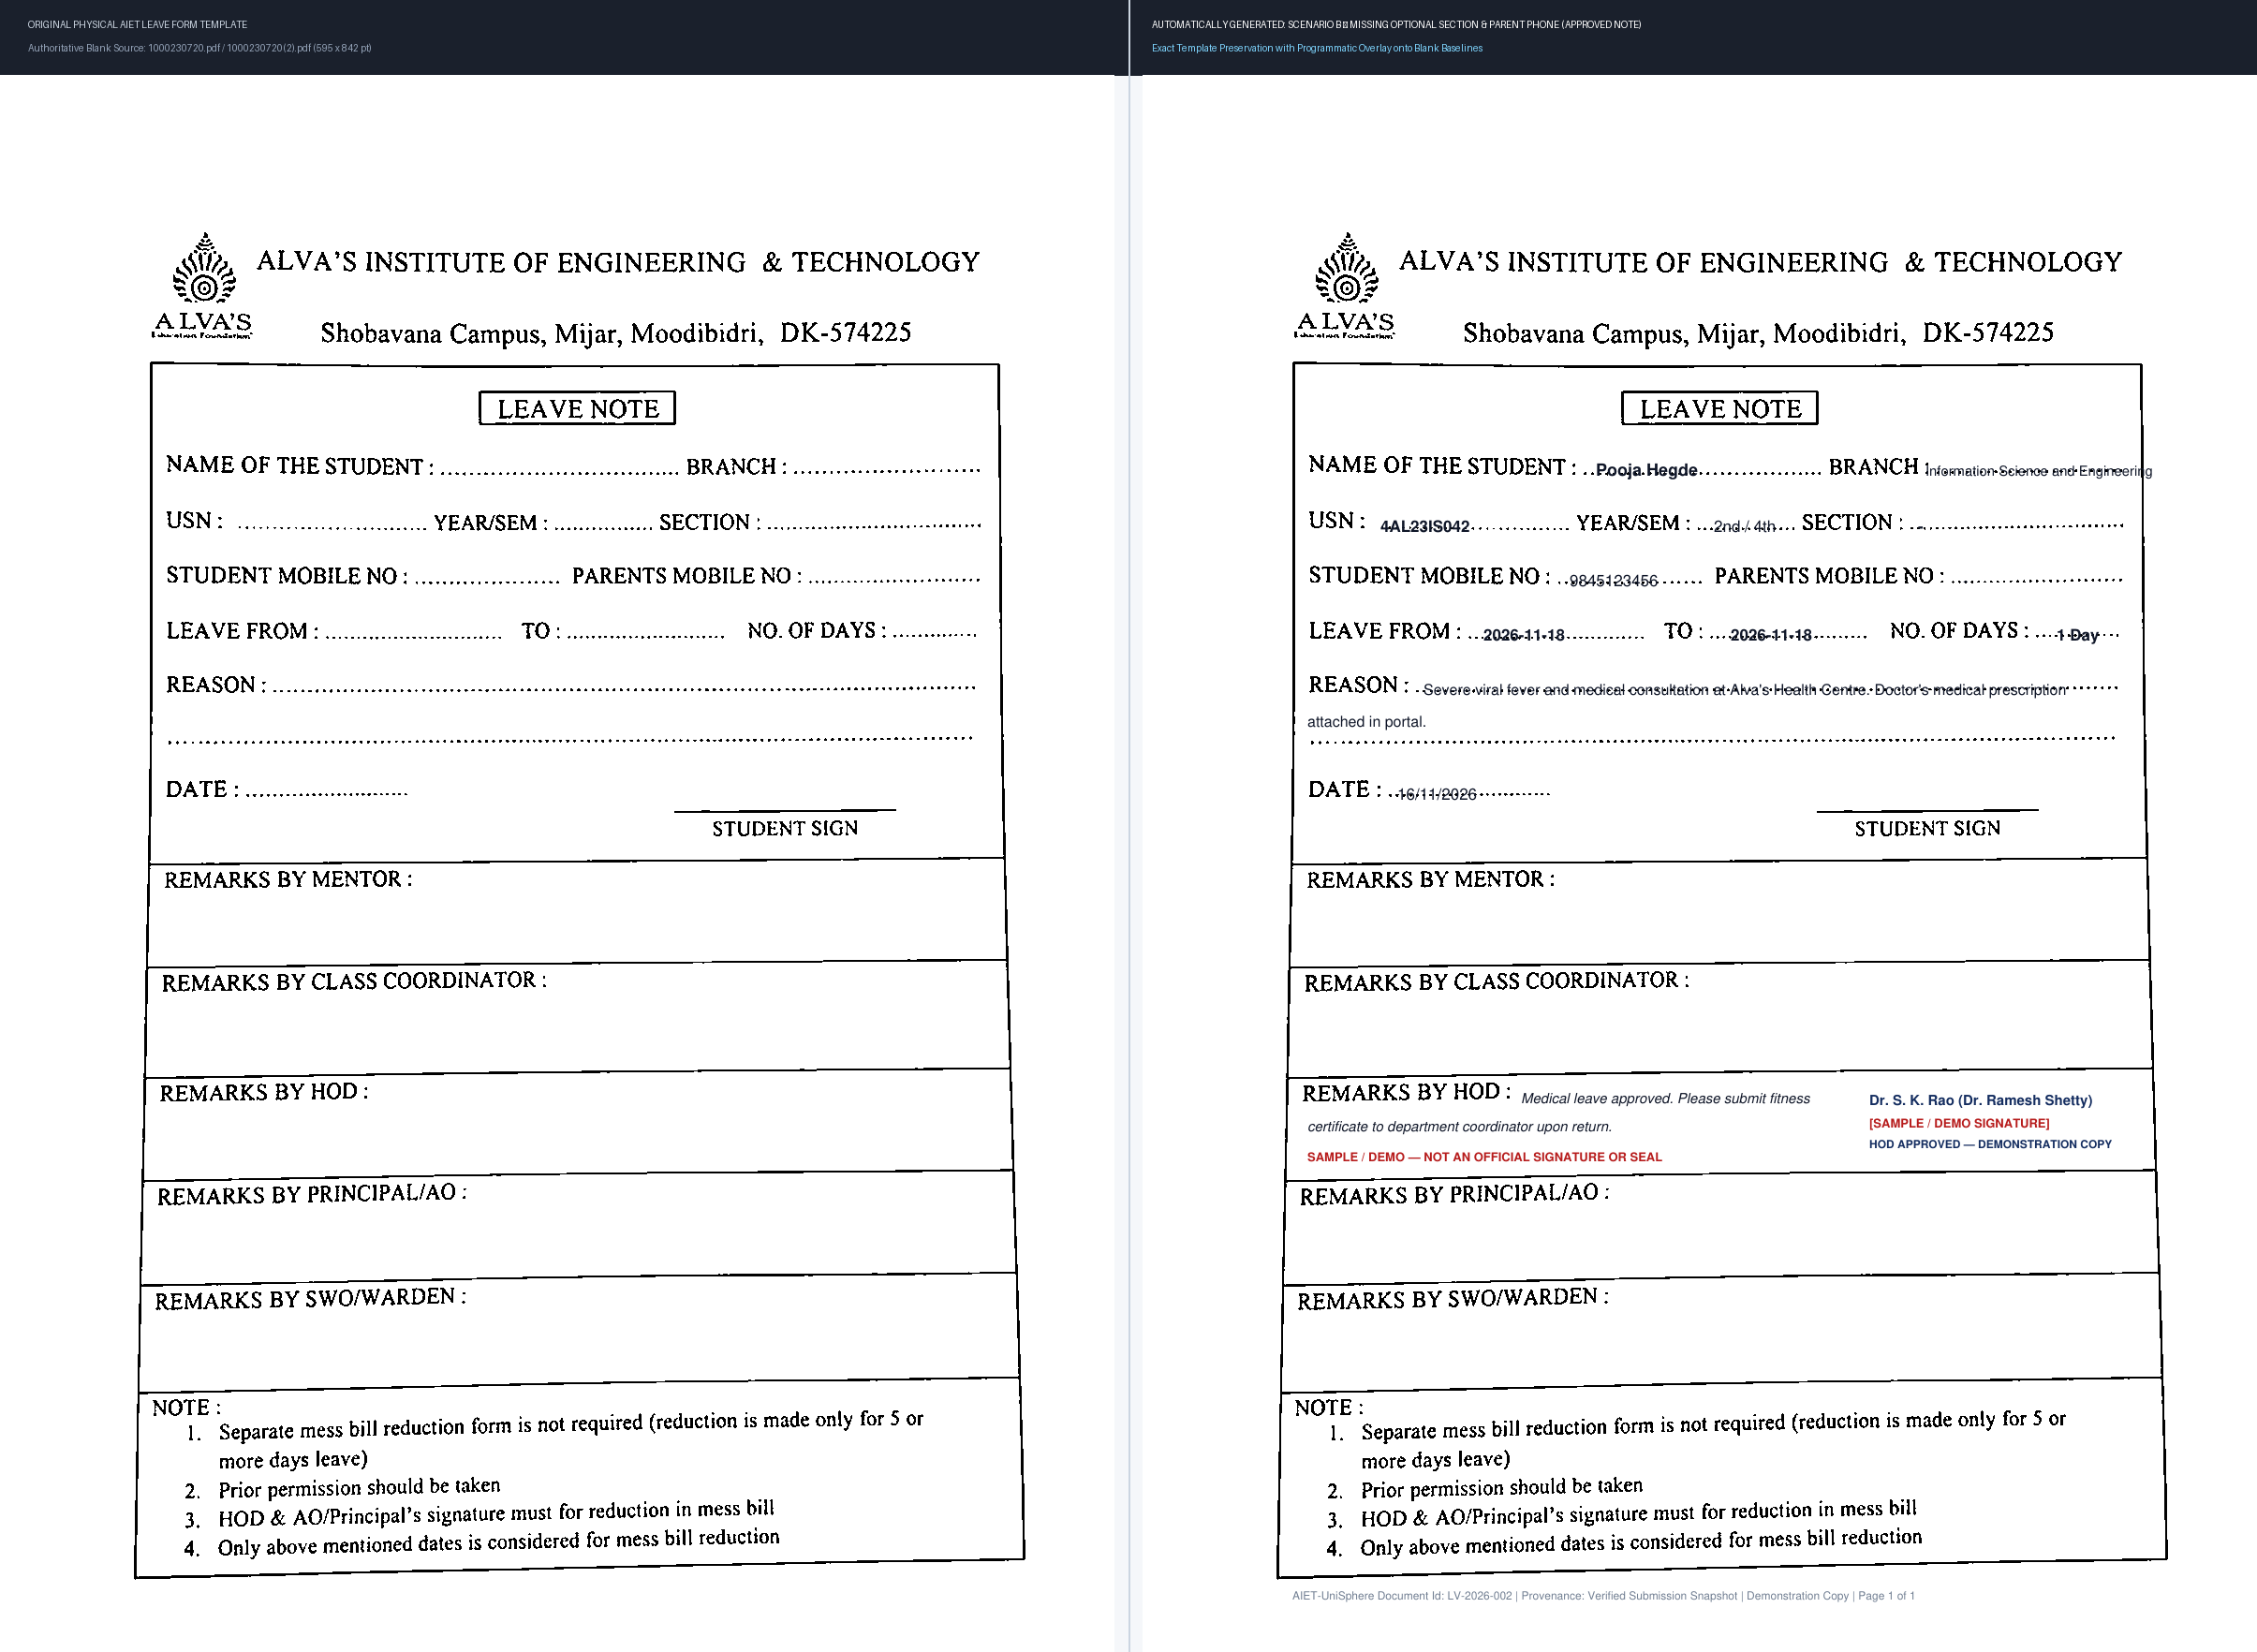 ORIGINAL PHYSICAL AIET LEAVE FORM TEMPLATE
Authoritative Blank Source: 1000230720.pdf / 1000230720(2).pdf (595 x 842 pt)
ALVA'S INSTITUTE OF ENGINEERING & TECHNOLOGY
ALVA'S
Education Foundation
Shobavana Campus, Mijar, Moodibidri, DK-574225
LEAVE NOTE
NAME OF THE STUDENT : .................................... BRANCH : ............................
USN : ............................ YEAR/SEM : ............... SECTION : ................................
STUDENT MOBILE NO : ...................... PARENTS MOBILE NO : ..........................
LEAVE FROM : ........................... TO : ........................ NO. OF DAYS : .............
REASON : ..........................................................................................................
........................................................................................................................
DATE : .........................
STUDENT SIGN
REMARKS BY MENTOR :
REMARKS BY CLASS COORDINATOR :
REMARKS BY HOD :
REMARKS BY PRINCIPAL/AO :
REMARKS BY SWO/WARDEN :
NOTE :
1. Separate mess bill reduction form is not required (reduction is made only for 5 or
more days leave)
2. Prior permission should be taken
3. HOD & AO/Principal's signature must for reduction in mess bill
4. Only above mentioned dates is considered for mess bill reduction
AUTOMATICALLY GENERATED: SCENARIO B MISSING OPTIONAL SECTION & PARENT PHONE (APPROVED NOTE)
Exact Template Preservation with Programmatic Overlay onto Blank Baselines
ALVA'S INSTITUTE OF ENGINEERING & TECHNOLOGY
ALVA'S
Education Foundation
Shobavana Campus, Mijar, Moodibidri, DK-574225
LEAVE NOTE
NAME OF THE STUDENT : ..Pooja Hegde.................. BRANCH : Information Science and Engineering
USN : 4AL23IS042............... YEAR/SEM : ...2nd / 4th... SECTION : ..-..............................
STUDENT MOBILE NO : ..9845123456...... PARENTS MOBILE NO : ..........................
LEAVE FROM : ...2026-11-18............ TO : ....2026-11-18........ NO. OF DAYS : ....1 Day...
REASON : ..Severe viral fever and medical consultation at Alva's Health Centre. Doctor's medical prescription........
attached in portal.
........................................................................................................................
DATE : ..16/11/2026............
STUDENT SIGN
REMARKS BY MENTOR :
REMARKS BY CLASS COORDINATOR :
REMARKS BY HOD : Medical leave approved. Please submit fitness
certificate to department coordinator upon return.
SAMPLE / DEMO — NOT AN OFFICIAL SIGNATURE OR SEAL
Dr. S. K. Rao (Dr. Ramesh Shetty)
[SAMPLE / DEMO SIGNATURE]
HOD APPROVED — DEMONSTRATION COPY
REMARKS BY PRINCIPAL/AO :
REMARKS BY SWO/WARDEN :
NOTE :
1. Separate mess bill reduction form is not required (reduction is made only for 5 or
more days leave)
2. Prior permission should be taken
3. HOD & AO/Principal's signature must for reduction in mess bill
4. Only above mentioned dates is considered for mess bill reduction
AIET-UniSphere Document Id: LV-2026-002 | Provenance: Verified Submission Snapshot | Demonstration Copy | Page 1 of 1